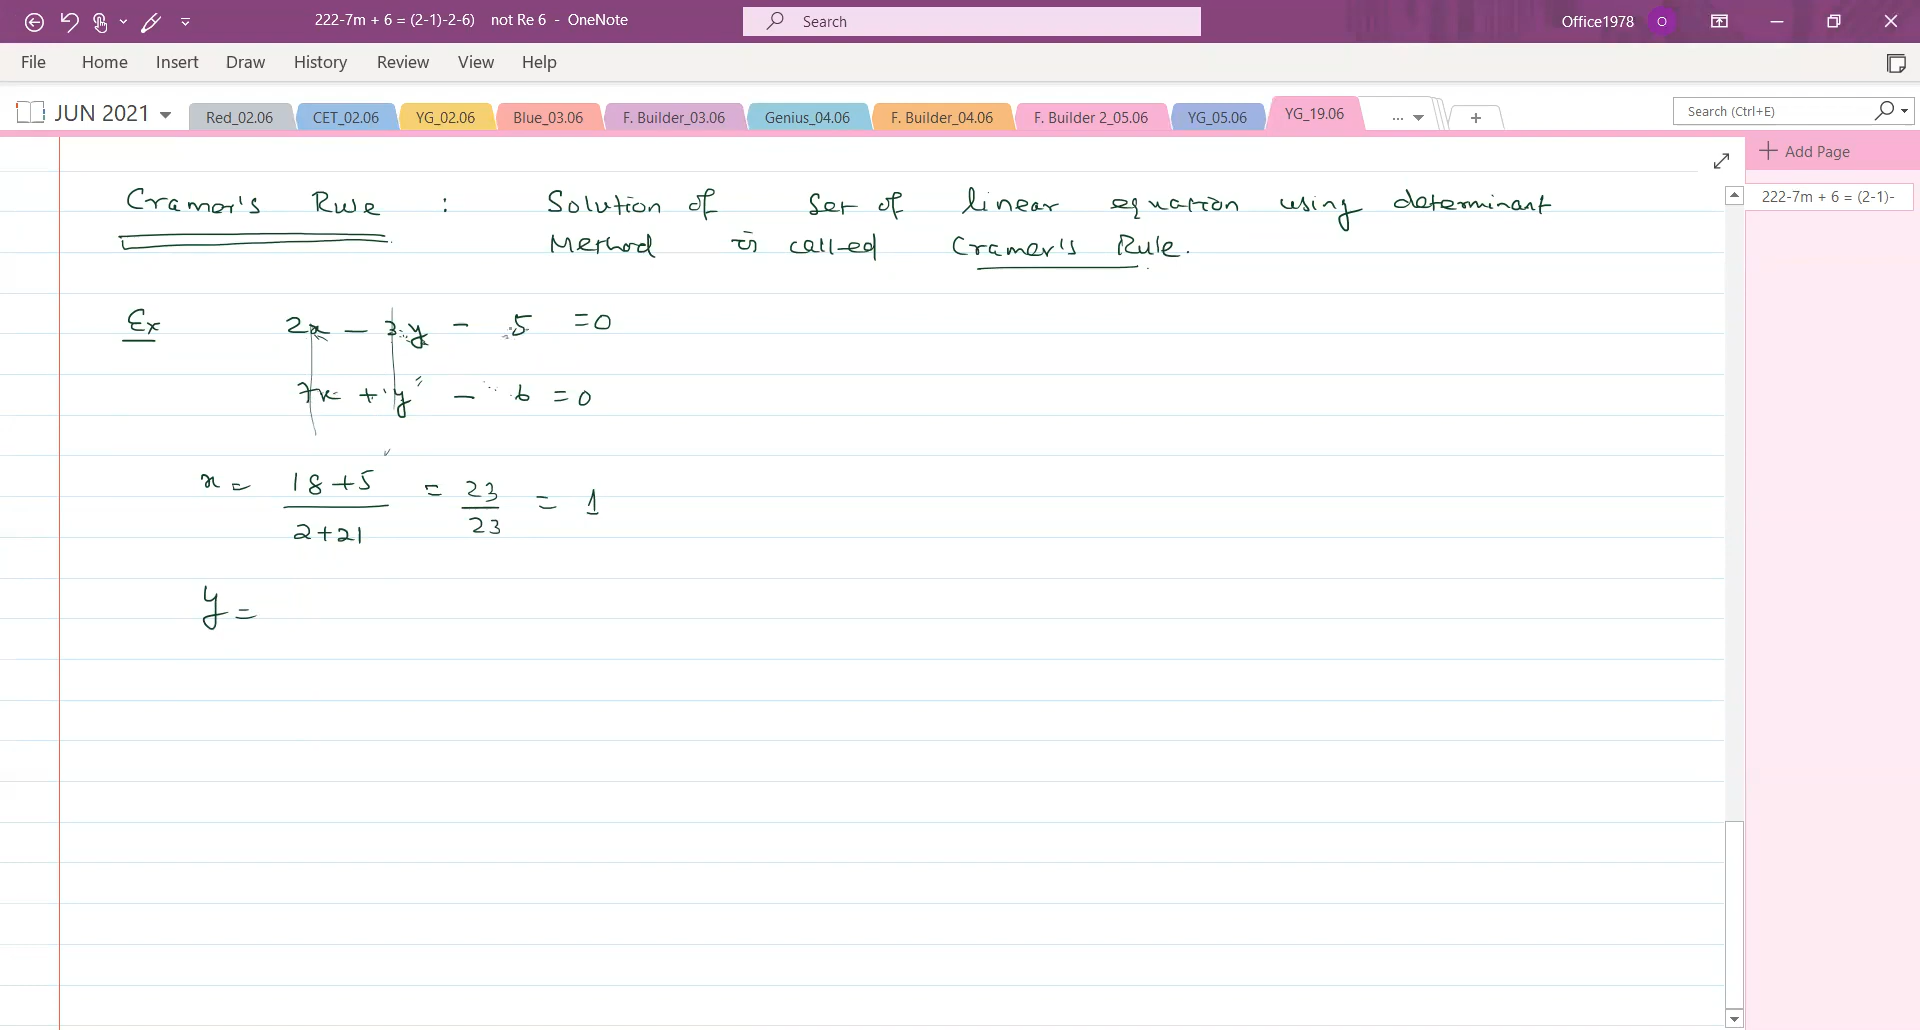 222-7m + 6 = (2-1)-2-6) not Re 6 - OneNote
Search
Office1978 O
File Home Insert Draw History Review View Help
JUN 2021 Red_02.06 CET_02.06 YG_02.06 Blue_03.06 F. Builder_03.06 Genius_04.06 F. Builder_04.06 F. Builder 2_05.06 YG_05.06 YG_19.06 ... +
Search (Ctrl+E)
Add Page
222-7m + 6 = (2-1)-
Cramer's Rule : Solution of set of linear equation using determinant
Method is called Cramer's Rule.
Ex 2x - 3y - 5 = 0
7x + y - 6 = 0
x = 18+5 / 2+21 = 23 / 23 = 1
y =